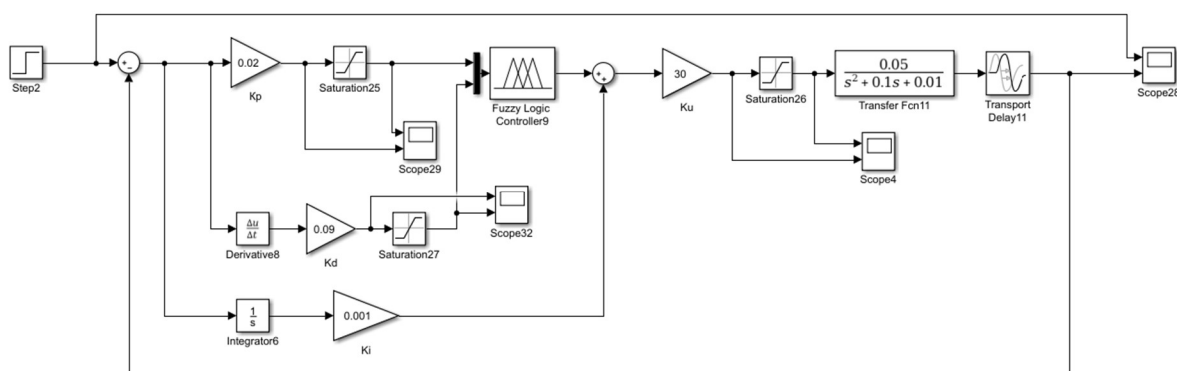 Step2
+
-
0.02
Kp
Saturation25
Scope29
Fuzzy Logic
Controller9
+
+
30
Ku
Saturation26
0.05
s² + 0.1s + 0.01
Transfer Fcn11
Transport
Delay11
Scope28
Scope4
Δu
Δt
Derivative8
0.09
Kd
Saturation27
Scope32
1
s
Integrator6
0.001
Ki